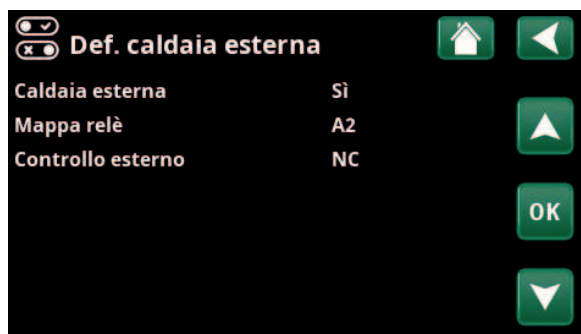 Def. caldaia esterna
Caldaia esterna Sì
Mappa relè A2
Controllo esterno NC
OK